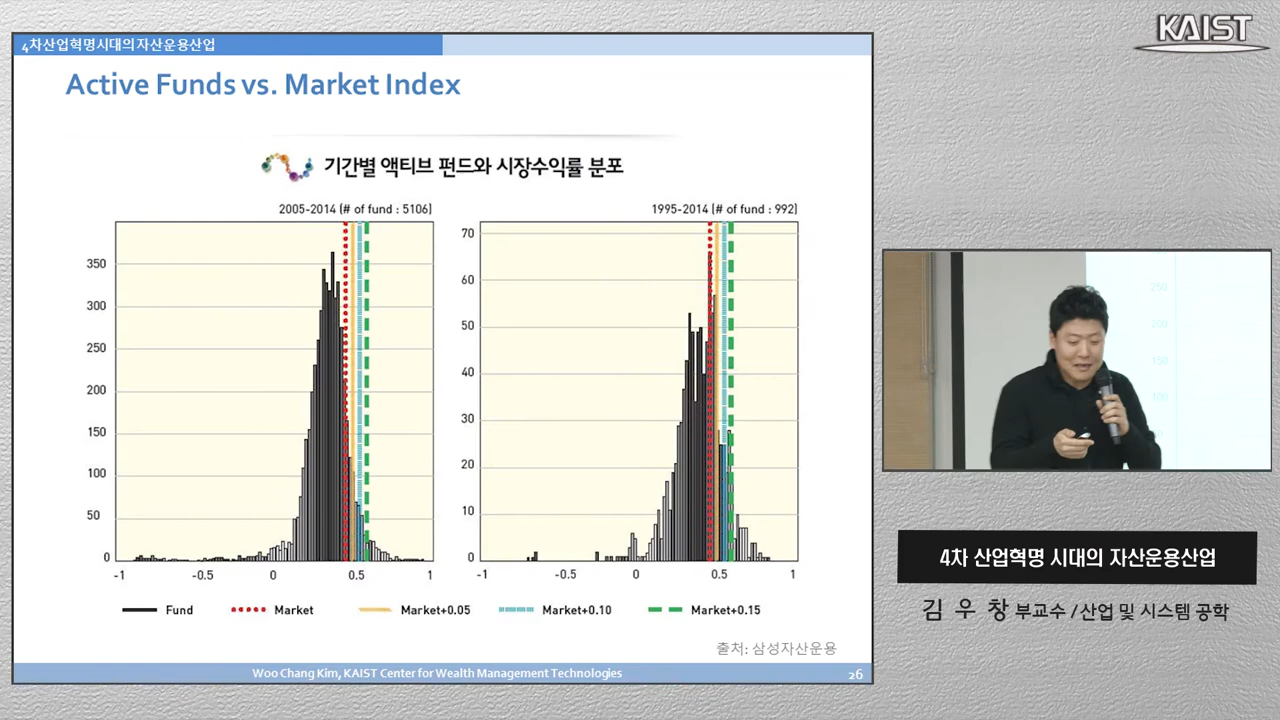 KAIST
4차산업혁명시대의자산운용산업
Active Funds vs. Market Index
기간별 액티브 펀드와 시장수익률 분포
2005-2014 (# of fund : 5106)
1995-2014 (# of fund : 992)
350
300
250
200
150
100
50
0
-1 -0.5 0 0.5 1
70
60
50
40
30
20
10
0
-1 -0.5 0 0.5 1
Fund Market Market+0.05 Market+0.10 Market+0.15
출처: 삼성자산운용
Woo Chang Kim, KAIST Center for Wealth Management Technologies
26
250
200
150
100
4차 산업혁명 시대의 자산운용산업
김 우 창 부교수 / 산업 및 시스템 공학